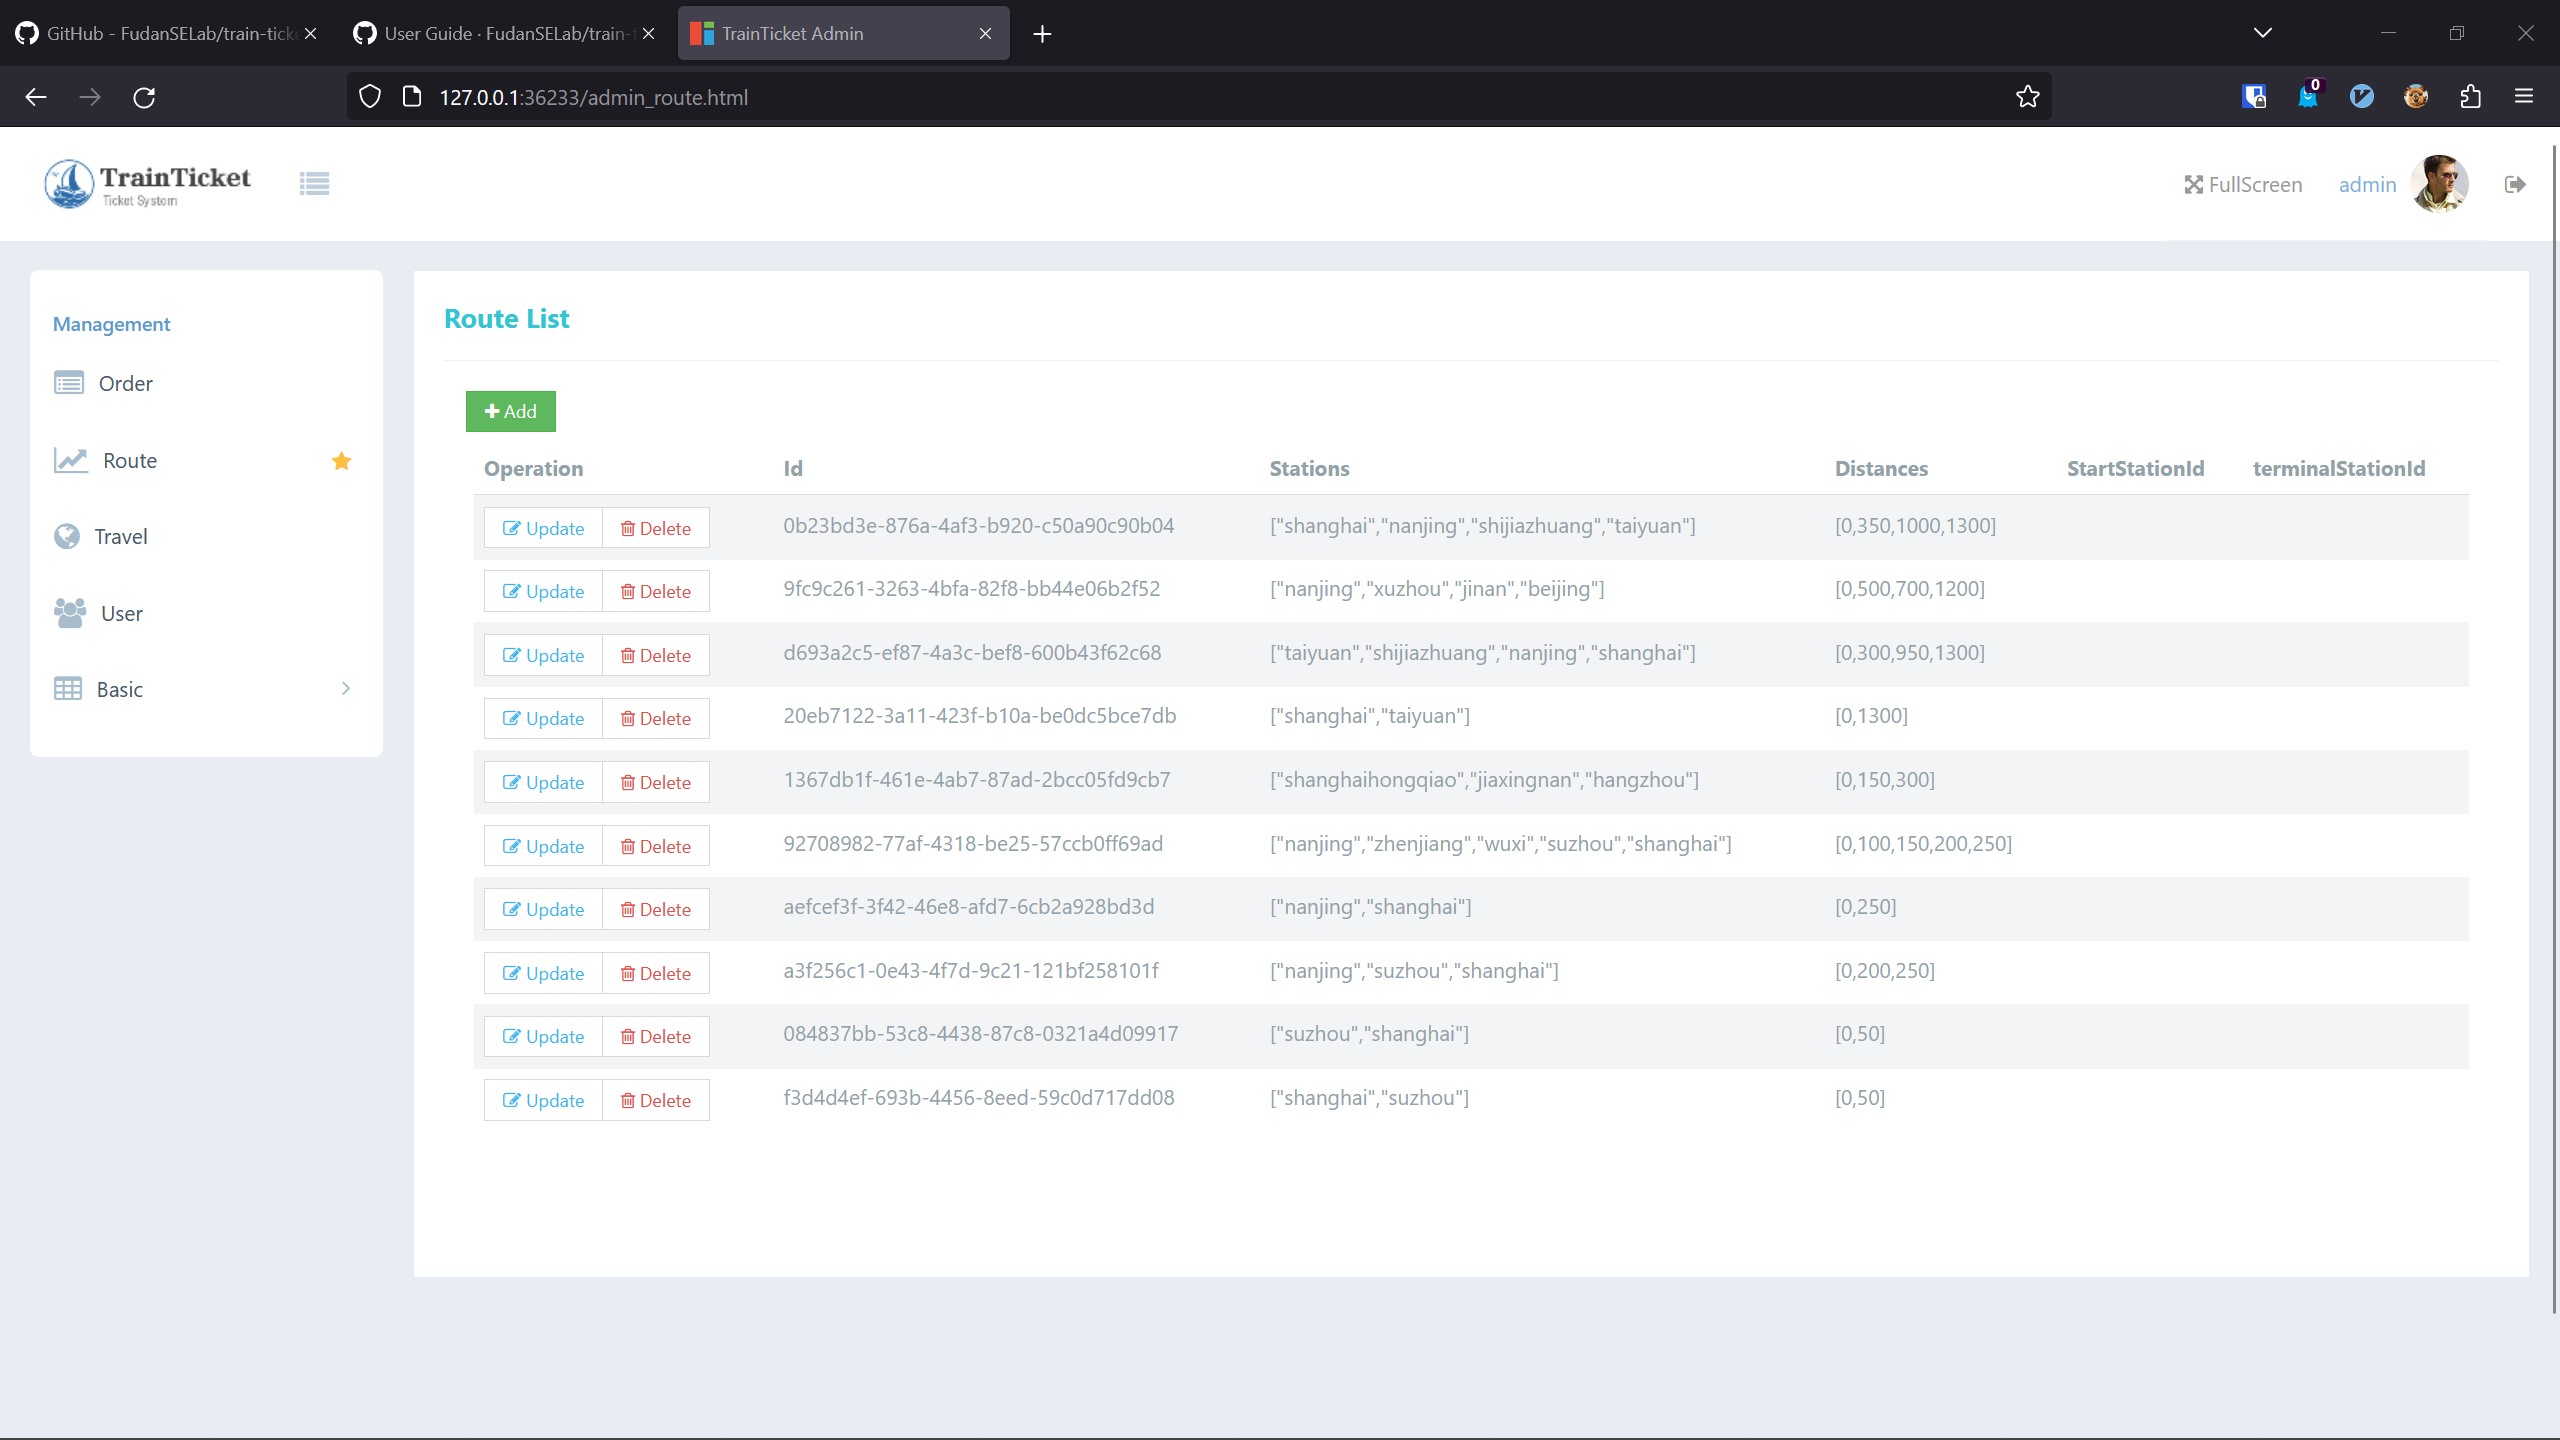 GitHub - FudanSELab/train-ticke
User Guide · FudanSELab/train-t
TrainTicket Admin
127.0.0.1:36233/admin_route.html
0
TrainTicket
Ticket System
FullScreen
admin
Management
Order
Route
Travel
User
Basic
Route List
Add
Operation Id Stations Distances StartStationId terminalStationId
Update Delete 0b23bd3e-876a-4af3-b920-c50a90c90b04 ["shanghai","nanjing","shijiazhuang","taiyuan"] [0,350,1000,1300]
Update Delete 9fc9c261-3263-4bfa-82f8-bb44e06b2f52 ["nanjing","xuzhou","jinan","beijing"] [0,500,700,1200]
Update Delete d693a2c5-ef87-4a3c-bef8-600b43f62c68 ["taiyuan","shijiazhuang","nanjing","shanghai"] [0,300,950,1300]
Update Delete 20eb7122-3a11-423f-b10a-be0dc5bce7db ["shanghai","taiyuan"] [0,1300]
Update Delete 1367db1f-461e-4ab7-87ad-2bcc05fd9cb7 ["shanghaihongqiao","jiaxingnan","hangzhou"] [0,150,300]
Update Delete 92708982-77af-4318-be25-57ccb0ff69ad ["nanjing","zhenjiang","wuxi","suzhou","shanghai"] [0,100,150,200,250]
Update Delete aefcef3f-3f42-46e8-afd7-6cb2a928bd3d ["nanjing","shanghai"] [0,250]
Update Delete a3f256c1-0e43-4f7d-9c21-121bf258101f ["nanjing","suzhou","shanghai"] [0,200,250]
Update Delete 084837bb-53c8-4438-87c8-0321a4d09917 ["suzhou","shanghai"] [0,50]
Update Delete f3d4d4ef-693b-4456-8eed-59c0d717dd08 ["shanghai","suzhou"] [0,50]